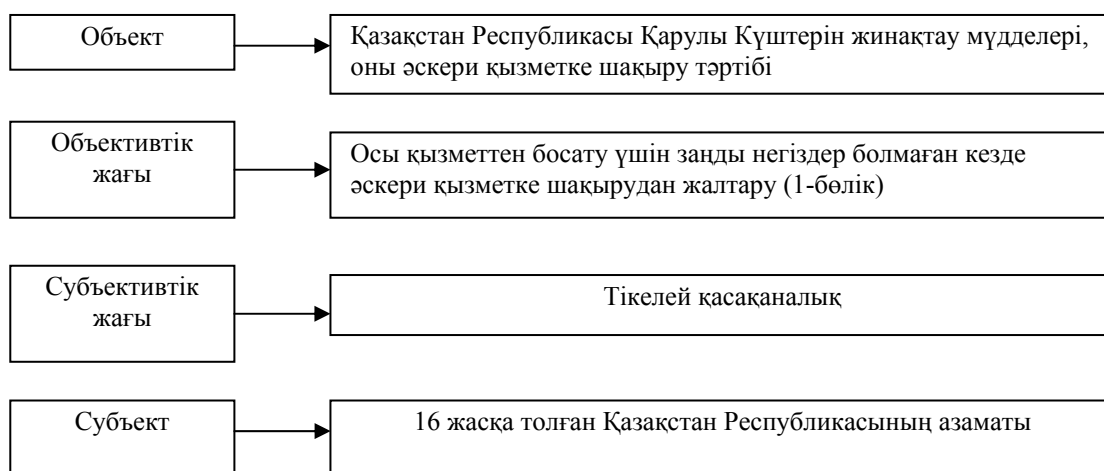 Объект
Қазақстан Республикасы Қарулы Күштерін жинақтау мүдделері,
оны әскери қызметке шақыру тәртібі
Объективтік
жағы
Осы қызметтен босату үшін заңды негіздер болмаған кезде
әскери қызметке шақырудан жалтару (1-бөлік)
Субъективтік
жағы
Тікелей қасақаналық
Субъект
16 жасқа толған Қазақстан Республикасының азаматы